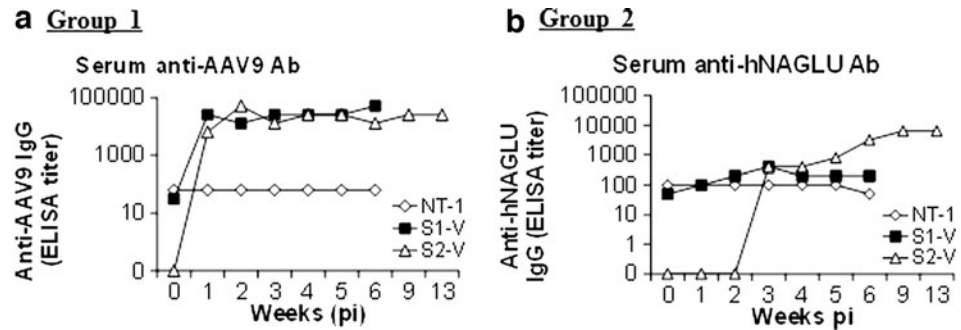 a Group 1
Serum anti-AAV9 Ab
Anti-AAV9 IgG
(ELISA titer)
100000
1000
10
0
NT-1
S1-V
S2-V
0 1 2 3 4 5 6 9 13
Weeks (pi)
b Group 2
Serum anti-hNAGLU Ab
Anti-hNAGLU
IgG (ELISA titer)
100000
10000
1000
100
10
1
0
NT-1
S1-V
S2-V
0 1 2 3 4 5 6 9 13
Weeks pi